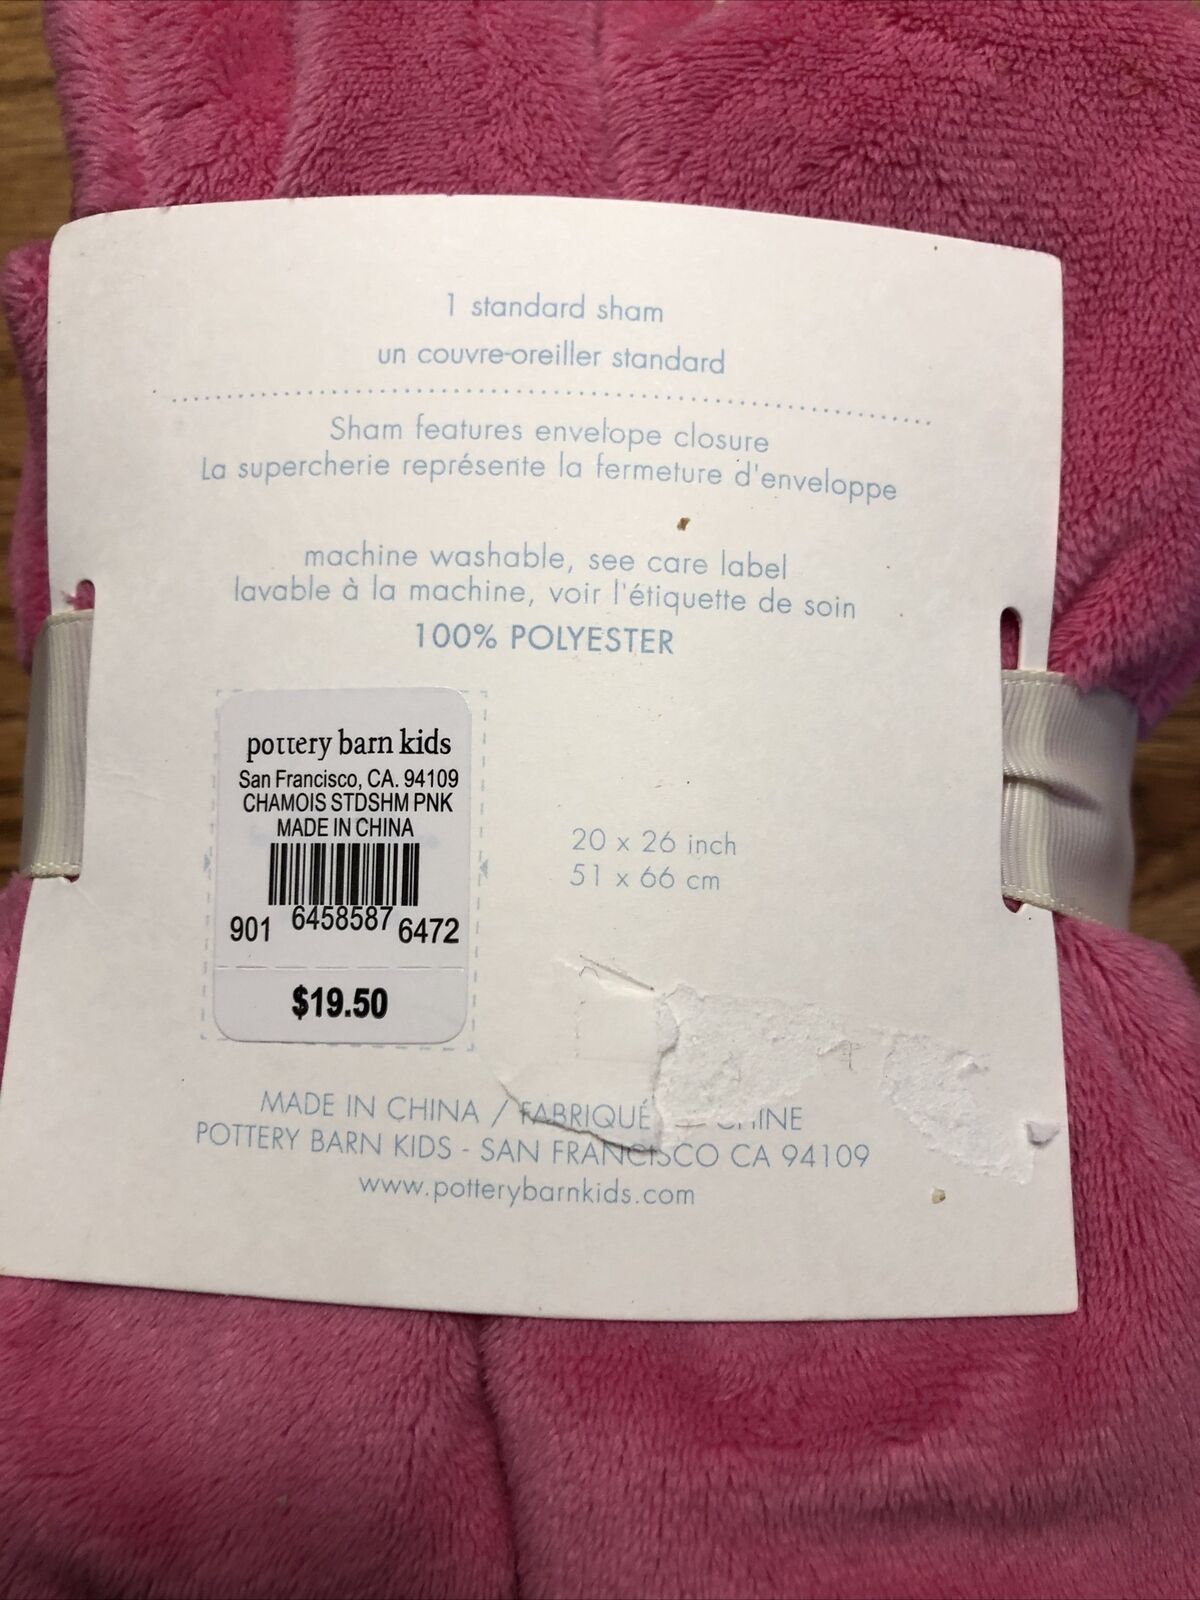 1 standard sham
un couvre-oreiller standard
Sham features envelope closure
La supercherie représente la fermeture d'enveloppe
machine washable, see care label
lavable à la machine, voir l'étiquette de soin
100% POLYESTER
pottery barn kids
San Francisco, CA. 94109
CHAMOIS STDSHM PNK
MADE IN CHINA
901 6458587 6472
$19.50
20 x 26 inch
51 x 66 cm
MADE IN CHINA / FABRIQUÉ
POTTERY BARN KIDS - SAN FRANCISCO CA 94109
www.potterybarnkids.com